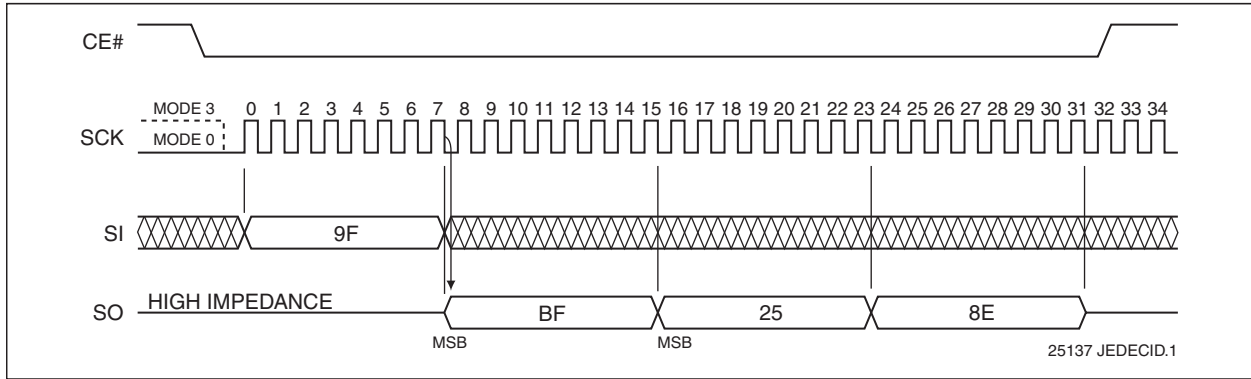 CE#
MODE 3 0 1 2 3 4 5 6 7 8 9 10 11 12 13 14 15 16 17 18 19 20 21 22 23 24 25 26 27 28 29 30 31 32 33 34
SCK MODE 0
SI 9F
HIGH IMPEDANCE
SO BF 25 8E
MSB MSB
25137 JEDECID.1